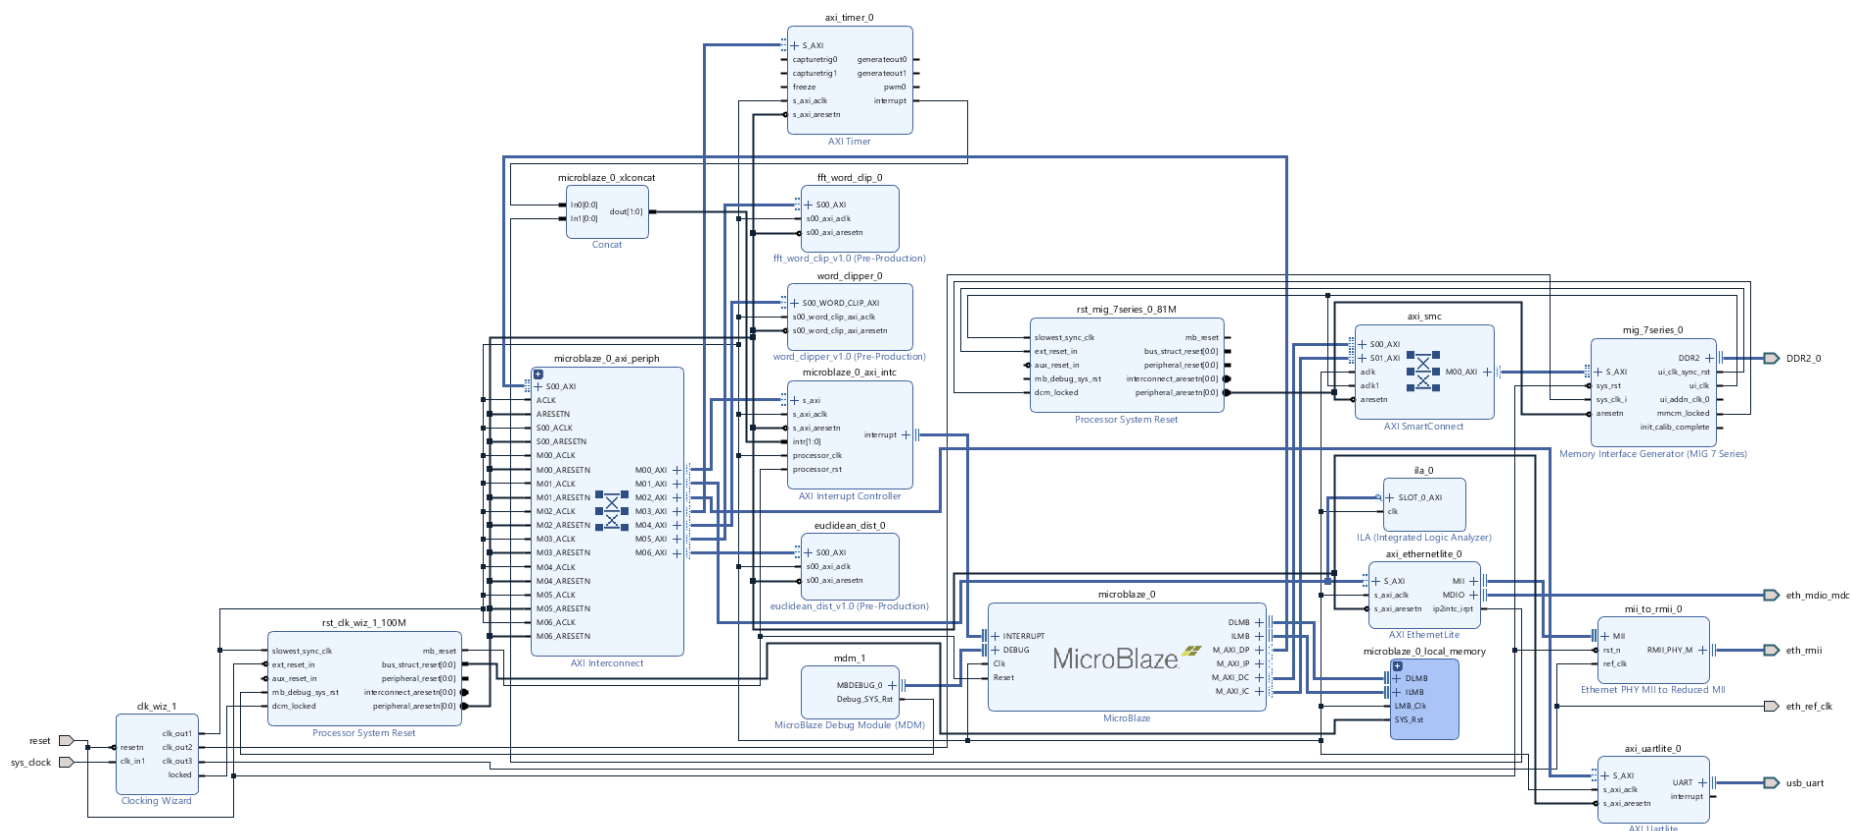 axi_timer_0
S_AXI
capturetrig0 generateout0
capturetrig1 generateout1
freeze pwm0
s_axi_aclk interrupt
s_axi_aresetn
AXI Timer
microblaze_0_xlconcat
In0[0:0]
In1[0:0]
dout[1:0]
Concat
fft_word_clip_0
S00_AXI
s00_axi_aclk
s00_axi_aresetn
fft_word_clip_v1.0 (Pre-Production)
word_clipper_0
S00_WORD_CLIP_AXI
s00_word_clip_axi_aclk
s00_word_clip_axi_aresetn
word_clipper_v1.0 (Pre-Production)
microblaze_0_axi_periph
S00_AXI
ACLK
ARESETN
S00_ACLK
S00_ARESETN
M00_ACLK
M00_ARESETN M00_AXI
M01_ACLK M01_AXI
M01_ARESETN M02_AXI
M02_ACLK M03_AXI
M02_ARESETN M04_AXI
M03_ACLK M05_AXI
M03_ARESETN M06_AXI
M04_ACLK
M04_ARESETN
M05_ACLK
M05_ARESETN
M06_ACLK
M06_ARESETN
AXI Interconnect
microblaze_0_axi_intc
s_axi
s_axi_aclk
s_axi_aresetn
intr[1:0]
processor_clk
processor_rst
interrupt
AXI Interrupt Controller
euclidean_dist_0
S00_AXI
s00_axi_aclk
s00_axi_aresetn
euclidean_dist_v1.0 (Pre-Production)
rst_mig_7series_0_81M
slowest_sync_clk mb_reset
ext_reset_in bus_struct_reset[0:0]
aux_reset_in peripheral_reset[0:0]
mb_debug_sys_rst interconnect_aresetn[0:0]
dcm_locked peripheral_aresetn[0:0]
Processor System Reset
axi_smc
S00_AXI
S01_AXI
aclk M00_AXI
aclk1
aresetn
AXI SmartConnect
mig_7series_0
DDR2
S_AXI ui_clk_sync_rst
sys_rst ui_clk
sys_clk_i ui_addn_clk_0
aresetn mmcm_locked
init_calib_complete
Memory Interface Generator (MIG 7 Series)
DDR2_0
ila_0
SLOT_0_AXI
clk
ILA (Integrated Logic Analyzer)
axi_ethernetlite_0
S_AXI MII
s_axi_aclk MDIO
s_axi_aresetn ip2intc_irpt
AXI EthernetLite
eth_mdio_mdc
mii_to_rmii_0
MII
rst_n RMII_PHY_M
ref_clk
Ethernet PHY MII to Reduced MII
eth_rmii
eth_ref_clk
microblaze_0
DLMB
INTERRUPT ILMB
DEBUG M_AXI_DP
Clk M_AXI_IP
Reset M_AXI_DC
M_AXI_IC
MicroBlaze
MicroBlaze
microblaze_0_local_memory
DLMB
ILMB
LMB_Clk
SYS_Rst
mdm_1
MBDEBUG_0
Debug_SYS_Rst
MicroBlaze Debug Module (MDM)
rst_clk_wiz_1_100M
slowest_sync_clk mb_reset
ext_reset_in bus_struct_reset[0:0]
aux_reset_in peripheral_reset[0:0]
mb_debug_sys_rst interconnect_aresetn[0:0]
dcm_locked peripheral_aresetn[0:0]
Processor System Reset
reset
sys_clock
clk_wiz_1
clk_out1
resetn clk_out2
clk_in1 clk_out3
locked
Clocking Wizard
axi_uartlite_0
S_AXI UART
s_axi_aclk interrupt
s_axi_aresetn
AXI Uartlite
usb_uart